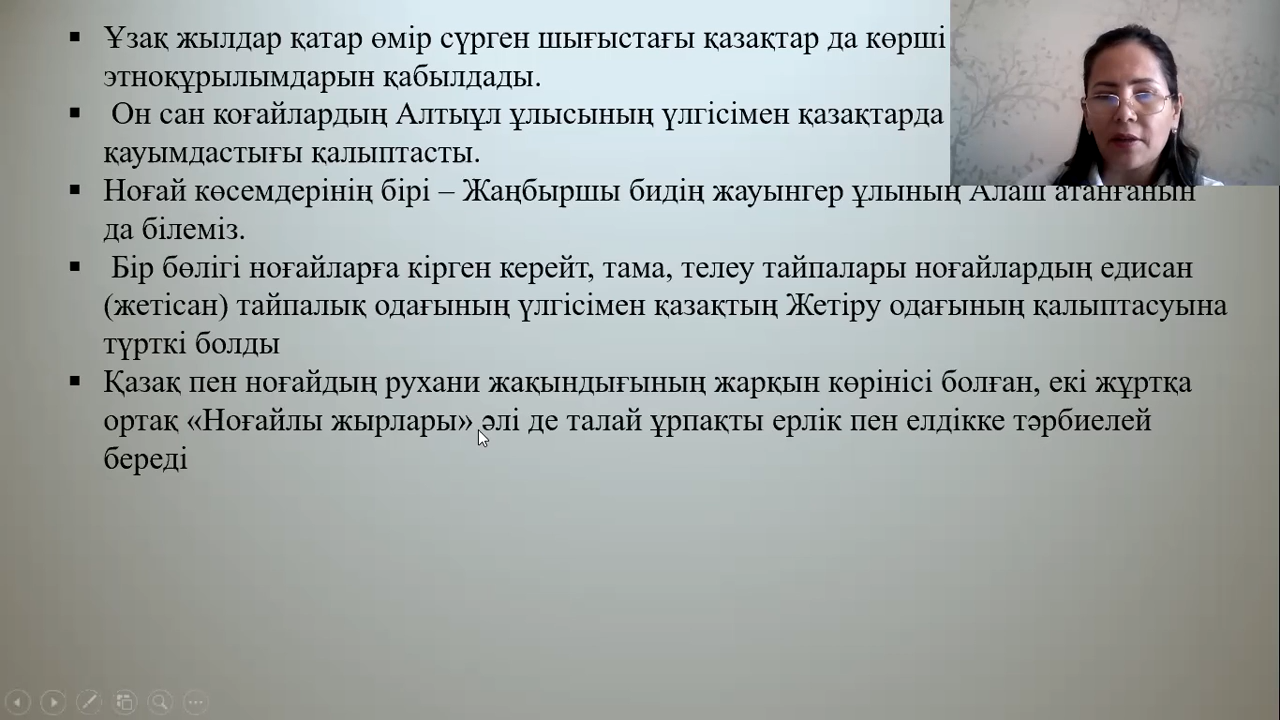 ▪ Ұзақ жылдар қатар өмір сүрген шығыстағы қазақтар да көрші
этноқұрылымдарын қабылдады.
▪ Он сан коғайлардың Алтыұл ұлысының үлгісімен қазақтарда
қауымдастығы қалыптасты.
▪ Ноғай көсемдерінің бірі – Жаңбыршы бидің жауынгер ұлының Алаш атанғанын
да білеміз.
▪ Бір бөлігі ноғайларға кірген керейт, тама, телеу тайпалары ноғайлардың едисан
(жетісан) тайпалық одағының үлгісімен қазақтың Жетіру одағының қалыптасуына
түрткі болды
▪ Қазақ пен ноғайдың рухани жақындығының жарқын көрінісі болған, екі жұртқа
ортақ «Ноғайлы жырлары» әлі де талай ұрпақты ерлік пен елдікке тәрбиелей
береді